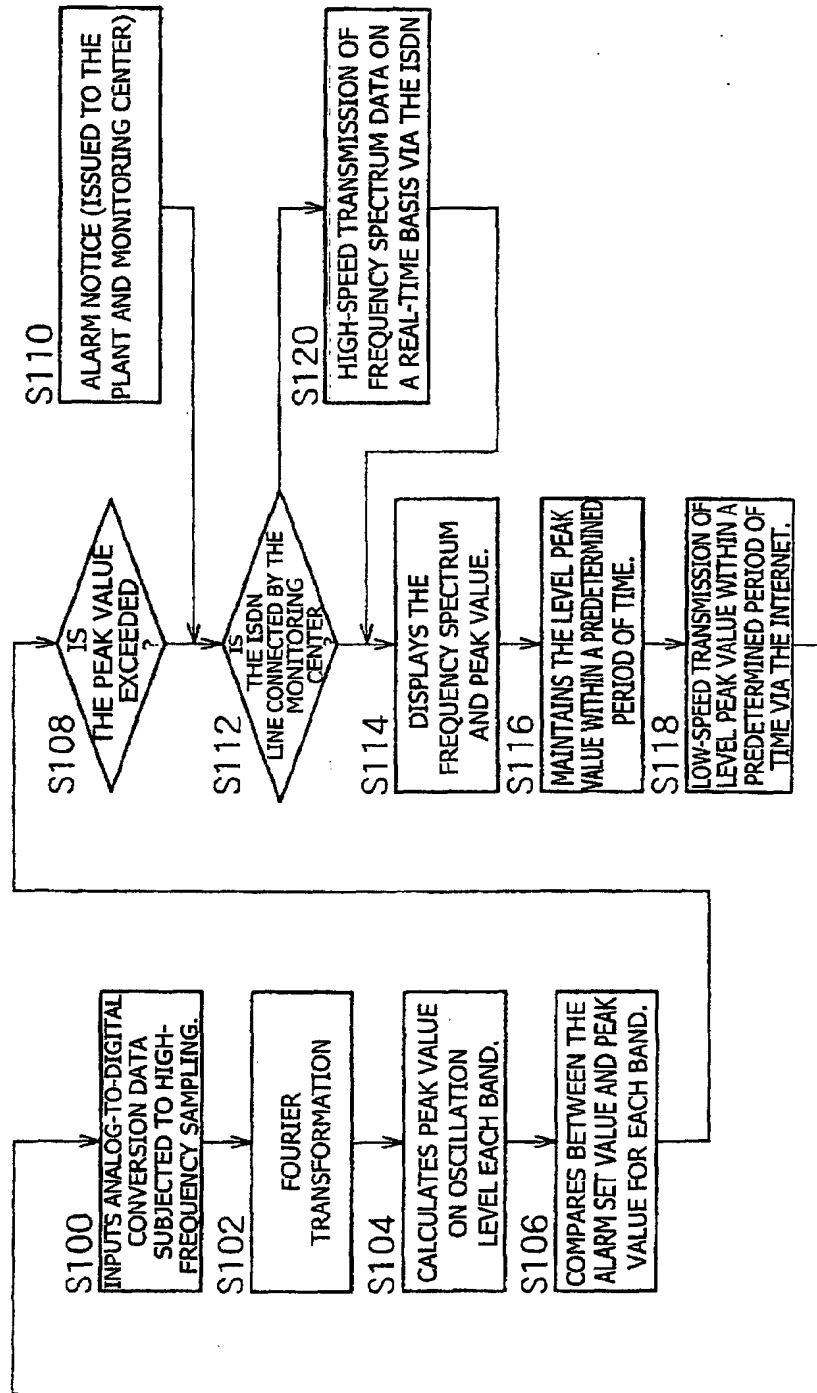 S100
INPUTS ANALOG-TO-DIGITAL
CONVERSION DATA
SUBJECTED TO HIGH-
FREQUENCY SAMPLING.
S102
FOURIER
TRANSFORMATION
S104
CALCULATES PEAK VALUE
ON OSCILLATION
LEVEL EACH BAND.
S106
COMPARES BETWEEN THE
ALARM SET VALUE AND PEAK
VALUE FOR EACH BAND.
S108
IS
THE PEAK VALUE
EXCEEDED
?
S110
ALARM NOTICE (ISSUED TO THE
PLANT AND MONITORING CENTER)
S112
IS
THE ISDN
LINE CONNECTED BY THE
MONITORING
CENTER
?
S120
HIGH-SPEED TRANSMISSION OF
FREQUENCY SPECTRUM DATA ON
A REAL-TIME BASIS VIA THE ISDN
S114
DISPLAYS THE
FREQUENCY SPECTRUM
AND PEAK VALUE.
S116
MAINTAINS THE LEVEL PEAK
VALUE WITHIN A PREDETERMINED
PERIOD OF TIME.
S118
LOW-SPEED TRANSMISSION OF
LEVEL PEAK VALUE WITHIN A
PREDETERMINED PERIOD OF
TIME VIA THE INTERNET.